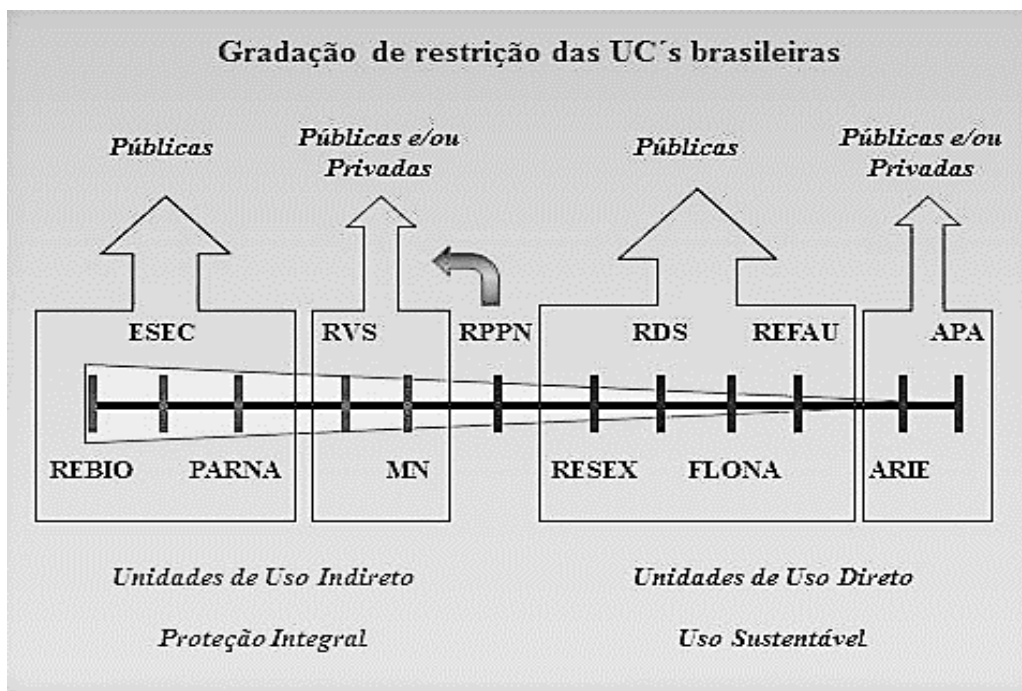 Gradação de restrição das UC´s brasileiras
Públicas
Públicas e/ou
Privadas
Públicas
Públicas e/ou
Privadas
ESEC
RVS
RPPN
RDS
REFAU
APA
REBIO
PARNA
MN
RESEX
FLONA
ARIE
Unidades de Uso Indireto
Unidades de Uso Direto
Proteção Integral
Uso Sustentável